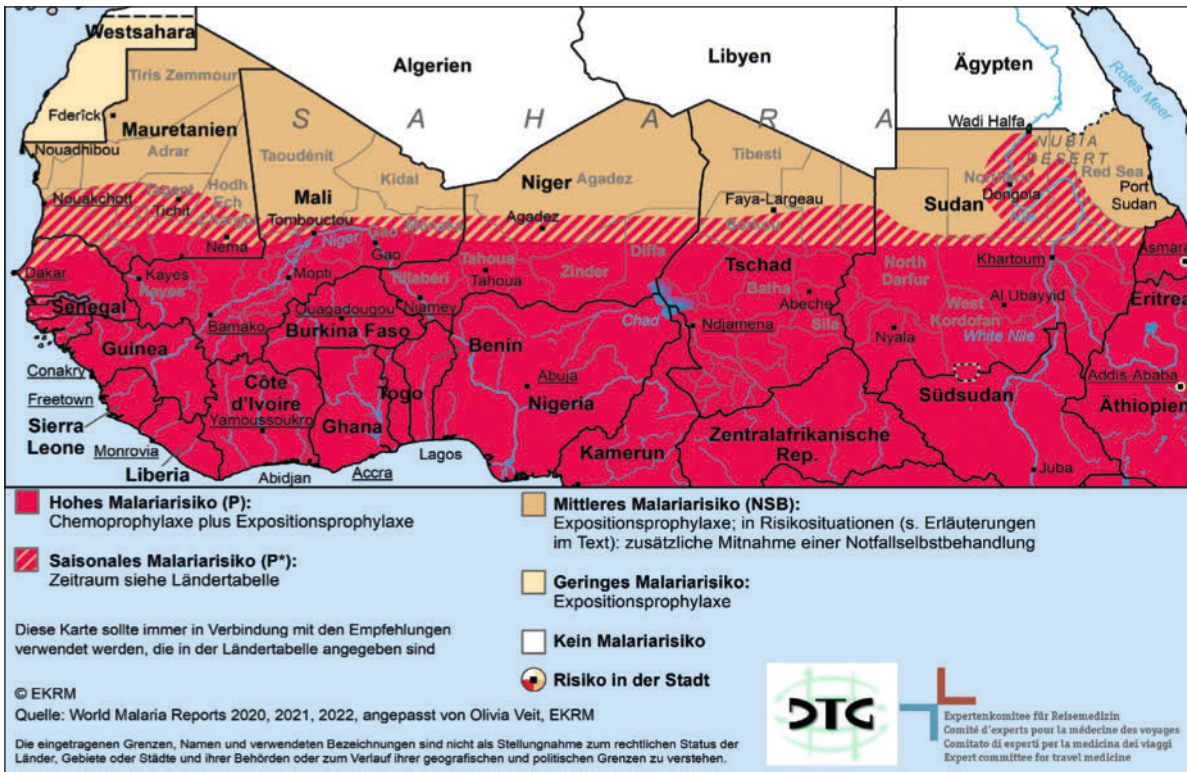 Westsahara
Algerien
Libyen
Ägypten
Rotes Meer
Tiris Zemmour
Fderîck
Mauretanien
Nouadhibou
Adrar
S A H A R A
Taoudénit
Kidal
Niger
Agadez
Tibesti
Wadi Halfa
NUBIA
DESERT
Northern
Red Sea
Port
Sudan
Dongola
Nile
Sudan
Nouakchott
Tagant
Tichit
Hodh
Ech
Chargui
Nema
Mali
Tombouctou
Niger
Gao
Gao
Ménaka
Agadez
Faya-Largeau
Borkou
Dakar
Kayes
Kayes
Mopti
Tillabéri
Tahoua
Tahoua
Zinder
Diffa
Tschad
Batha
Abeche
Sila
North
Darfur
Khartoum
Asmara
Al Ubayyid
West
Kordofan
White Nile
Nyala
Eritrea
Senegal
Bamako
Ouagadougou
Burkina Faso
Niamey
Benin
Chad
Ndjamena
Guinea
Conakry
Freetown
Sierra
Leone
Monrovia
Liberia
Côte
d'Ivoire
Yamoussoukro
Abidjan
Ghana
Accra
Togo
Lagos
Abuja
Nigeria
Kamerun
Zentralafrikanische
Rep.
Südsudan
Juba
Addis-Ababa
Äthiopien
Hohes Malariarisiko (P):
Chemoprophylaxe plus Expositionsprophylaxe
Saisonales Malariarisiko (P*):
Zeitraum siehe Ländertabelle
Diese Karte sollte immer in Verbindung mit den Empfehlungen
verwendet werden, die in der Ländertabelle angegeben sind
Mittleres Malariarisiko (NSB):
Expositionsprophylaxe; in Risikosituationen (s. Erläuterungen
im Text): zusätzliche Mitnahme einer Notfallselbstbehandlung
Geringes Malariarisiko:
Expositionsprophylaxe
Kein Malariarisiko
Risiko in der Stadt
© EKRM
Quelle: World Malaria Reports 2020, 2021, 2022, angepasst von Olivia Veit, EKRM
Die eingetragenen Grenzen, Namen und verwendeten Bezeichnungen sind nicht als Stellungnahme zum rechtlichen Status der
Länder, Gebiete oder Städte und ihrer Behörden oder zum Verlauf ihrer geografischen und politischen Grenzen zu verstehen.
DTG
Expertenkomitee für Reisemedizin
Comité d'experts pour la médecine des voyages
Comitato di esperti per la medicina dei viaggi
Expert committee for travel medicine